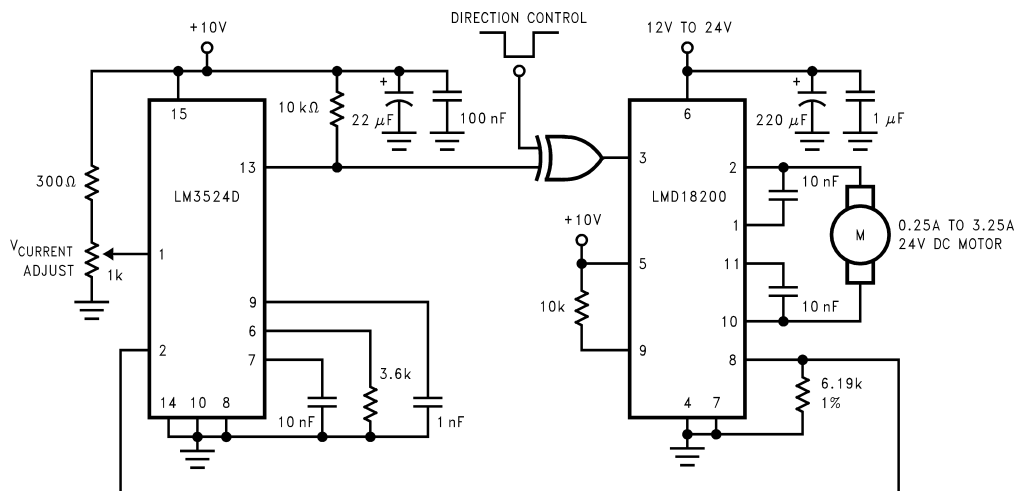 DIRECTION CONTROL
+10V
12V TO 24V
15
10kΩ
+
22 μF
100 nF
6
+
220 μF
1 μF
13
3
2
10 nF
300Ω
LM3524D
LMD18200
+10V
1
M
0.25A TO 3.25A
24V DC MOTOR
VCURRENT
ADJUST
1k
1
5
11
10k
10 nF
9
6
10
2
7
9
8
3.6k
6.19k
1%
14
10
8
10 nF
1 nF
4
7